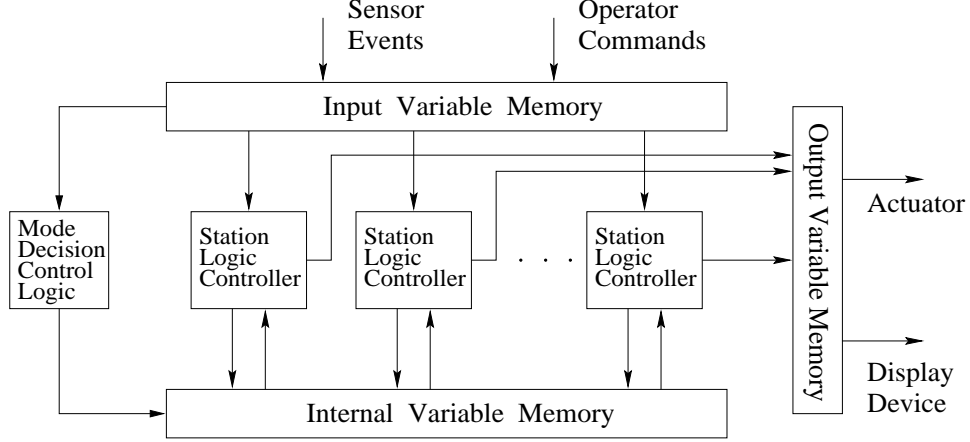 Sensor
Events
Operator
Commands
Input Variable Memory
Mode
Decision
Control
Logic
Station
Logic
Controller
Station
Logic
Controller
. . .
Station
Logic
Controller
Output Variable Memory
Actuator
Display
Device
Internal Variable Memory